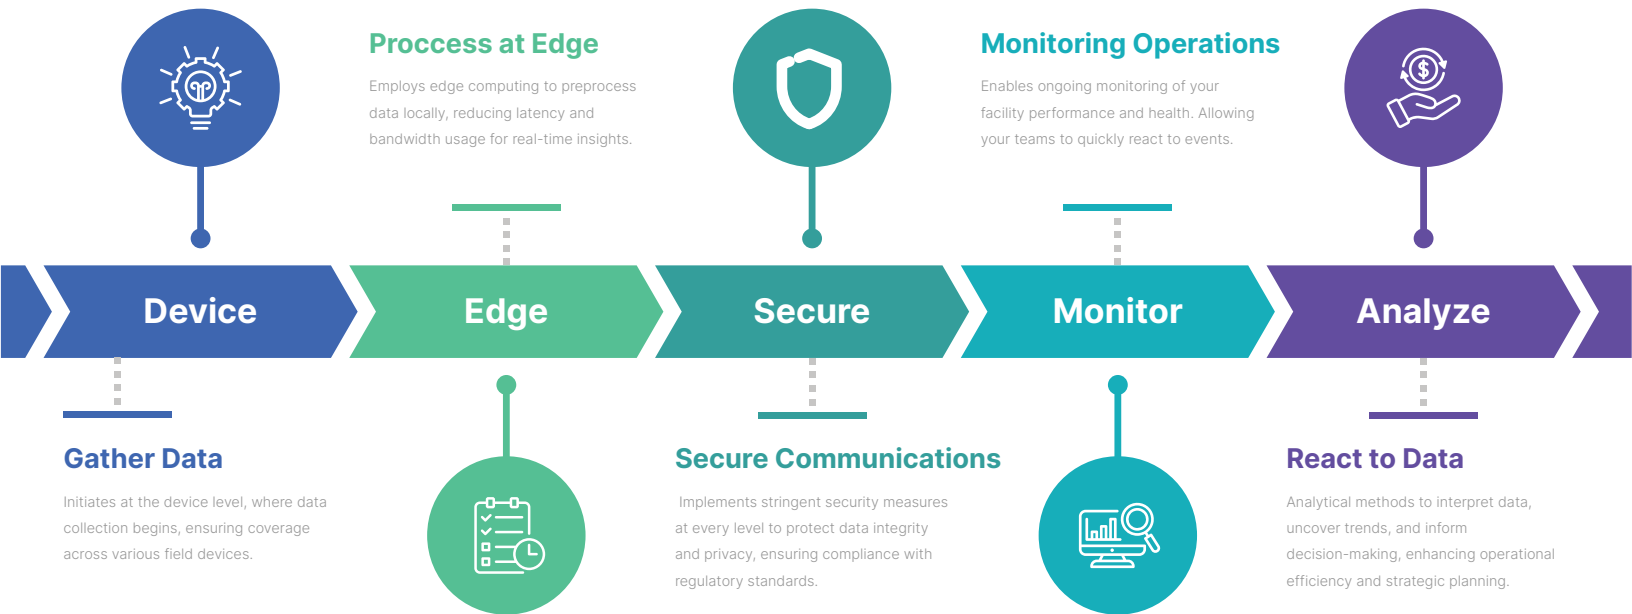 Proccess at Edge
Employs edge computing to preprocess
data locally, reducing latency and
bandwidth usage for real-time insights.
Monitoring Operations
Enables ongoing monitoring of your
facility performance and health. Allowing
your teams to quickly react to events.
$
Device
Edge
Secure
Monitor
Analyze
Gather Data
Initiates at the device level, where data
collection begins, ensuring coverage
across various field devices.
Secure Communications
Implements stringent security measures
at every level to protect data integrity
and privacy, ensuring compliance with
regulatory standards.
React to Data
Analytical methods to interpret data,
uncover trends, and inform
decision-making, enhancing operational
efficiency and strategic planning.